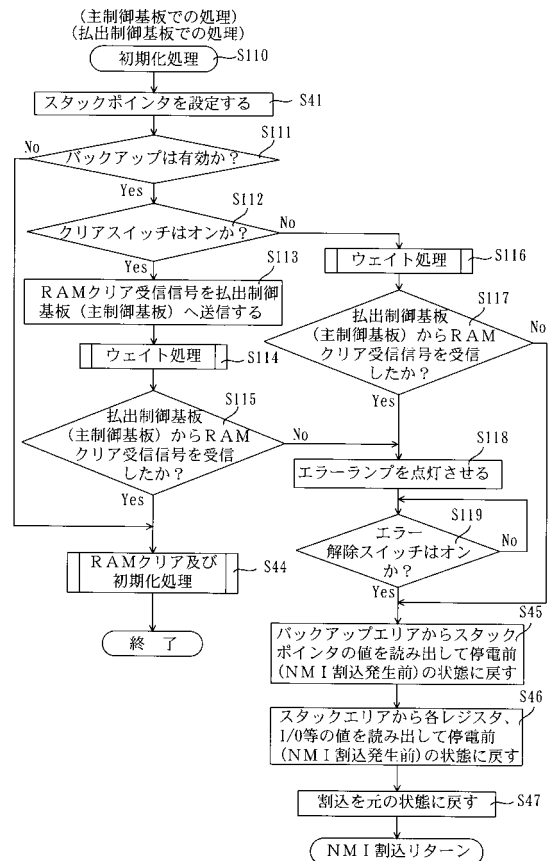 (主制御基板での処理)
(払出制御基板での処理)
初期化処理
S110
スタックポインタを設定する
S41
S111
No
バックアップは有効か?
Yes
S112
クリアスイッチはオンか?
No
Yes
S113
RAMクリア受信信号を払出制御
基板(主制御基板)へ送信する
ウェイト処理
S114
S115
払出制御基板
(主制御基板)からRAM
クリア受信信号を受信
したか?
No
Yes
RAMクリア及び
初期化処理
S44
終 了
ウェイト処理
S116
S117
払出制御基板
(主制御基板)からRAM
クリア受信信号を受信
したか?
No
Yes
S118
エラーランプを点灯させる
S119
エラー
解除スイッチはオン
か?
No
Yes
S45
バックアップエリアからスタック
ポインタの値を読み出して停電前
(NMI割込発生前)の状態に戻す
S46
スタックエリアから各レジスタ、
I/O等の値を読み出して停電前
(NMI割込発生前)の状態に戻す
割込を元の状態に戻す
S47
NMI割込リターン